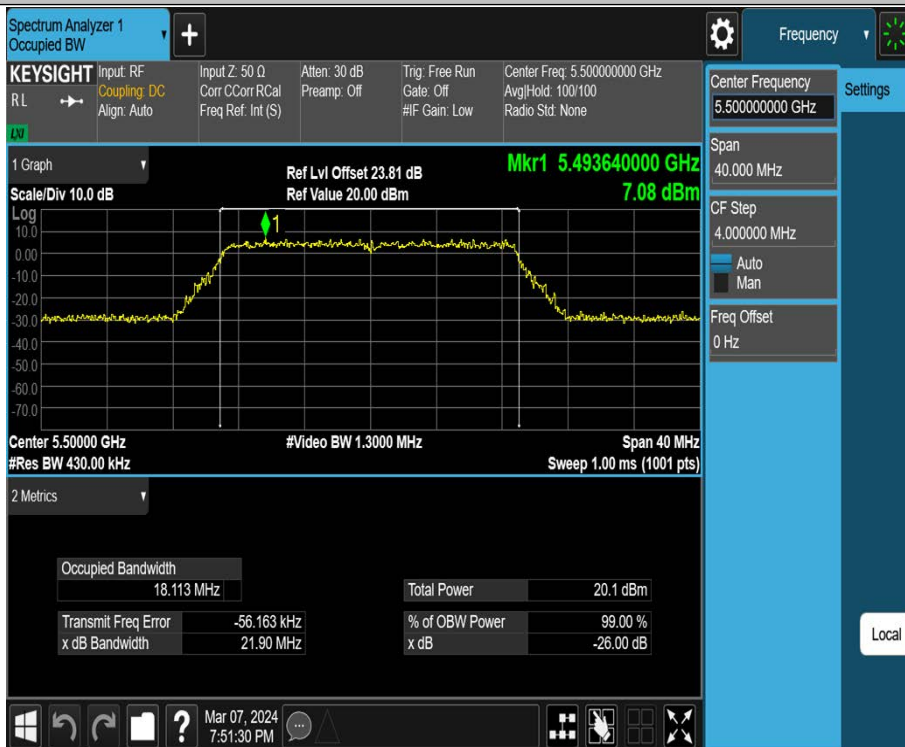 Spectrum Analyzer 1
Occupied BW
+
Frequency
KEYSIGHT
RL
LXI
Input: RF
Coupling: DC
Align: Auto
Input Z: 50 Ω
Corr CCorr RCal
Freq Ref: Int (S)
Atten: 30 dB
Preamp: Off
Trig: Free Run
Gate: Off
#IF Gain: Low
Center Freq: 5.500000000 GHz
Avg|Hold: 100/100
Radio Std: None
Center Frequency
5.500000000 GHz
Settings
Span
40.000 MHz
CF Step
4.000000 MHz
Auto
Man
Freq Offset
0 Hz
1 Graph
Scale/Div 10.0 dB
Ref Lvl Offset 23.81 dB
Ref Value 20.00 dBm
Mkr1 5.493640000 GHz
7.08 dBm
Log
10.0
0.00
-10.0
-20.0
-30.0
-40.0
-50.0
-60.0
-70.0
1
Center 5.50000 GHz
#Video BW 1.3000 MHz
Span 40 MHz
#Res BW 430.00 kHz
Sweep 1.00 ms (1001 pts)
2 Metrics
Occupied Bandwidth
18.113 MHz
Total Power 20.1 dBm
Transmit Freq Error -56.163 kHz
% of OBW Power 99.00 %
x dB Bandwidth 21.90 MHz
x dB -26.00 dB
Local
?
Mar 07, 2024
7:51:30 PM